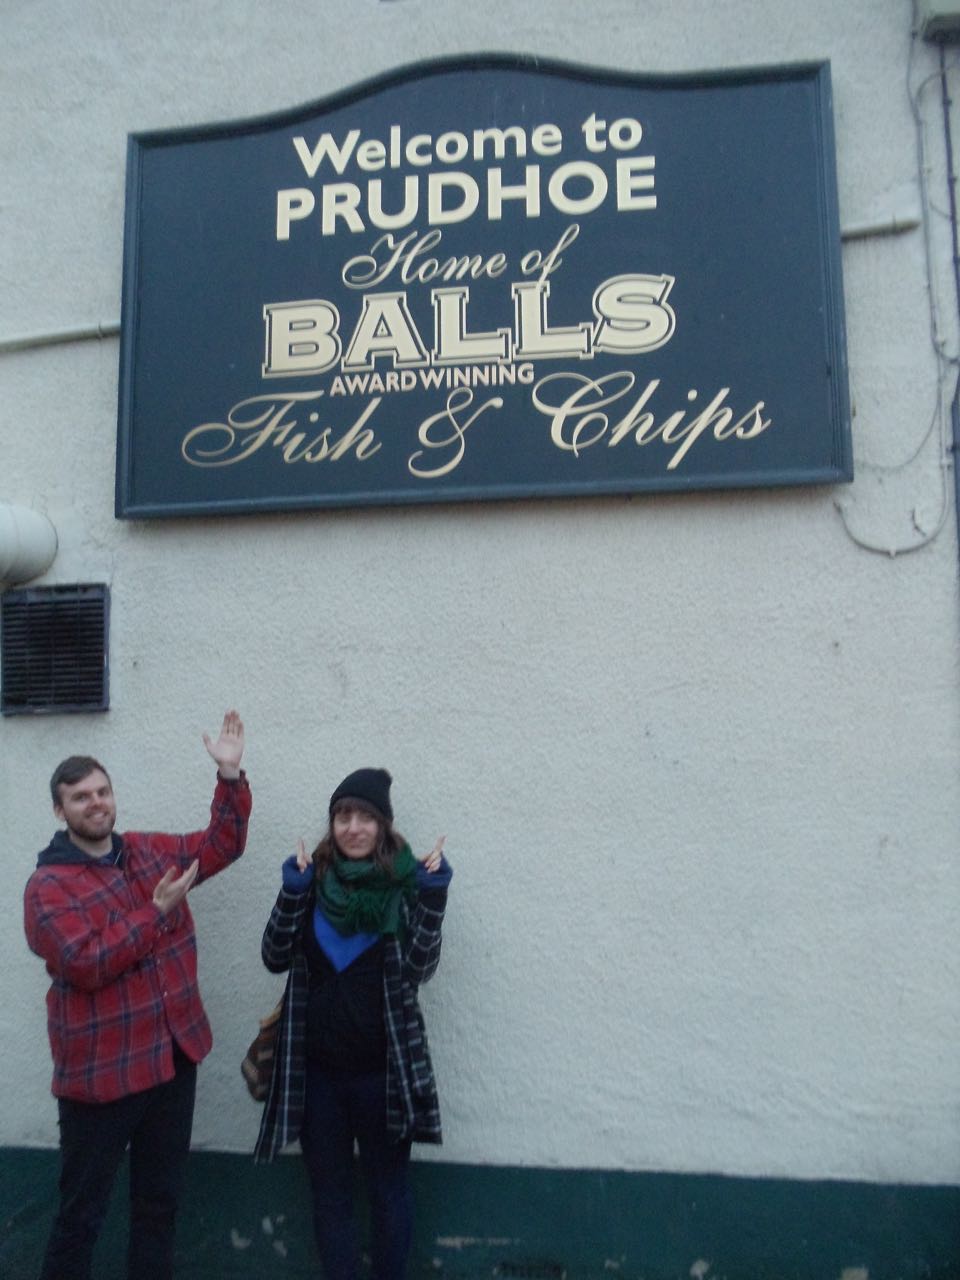 Welcome to
PRUDHOE
Home of
BALLS
AWARD WINNING
Fish & Chips